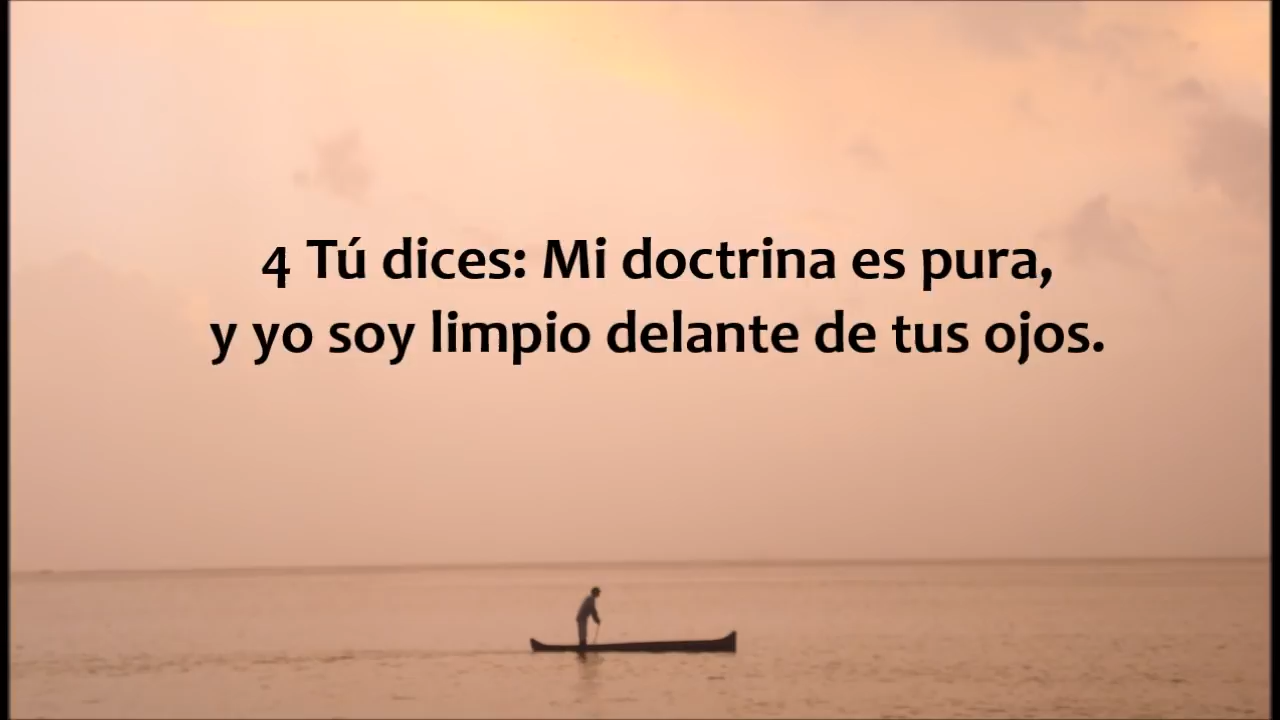 4 Tú dices: Mi doctrina es pura,
y yo soy limpio delante de tus ojos.